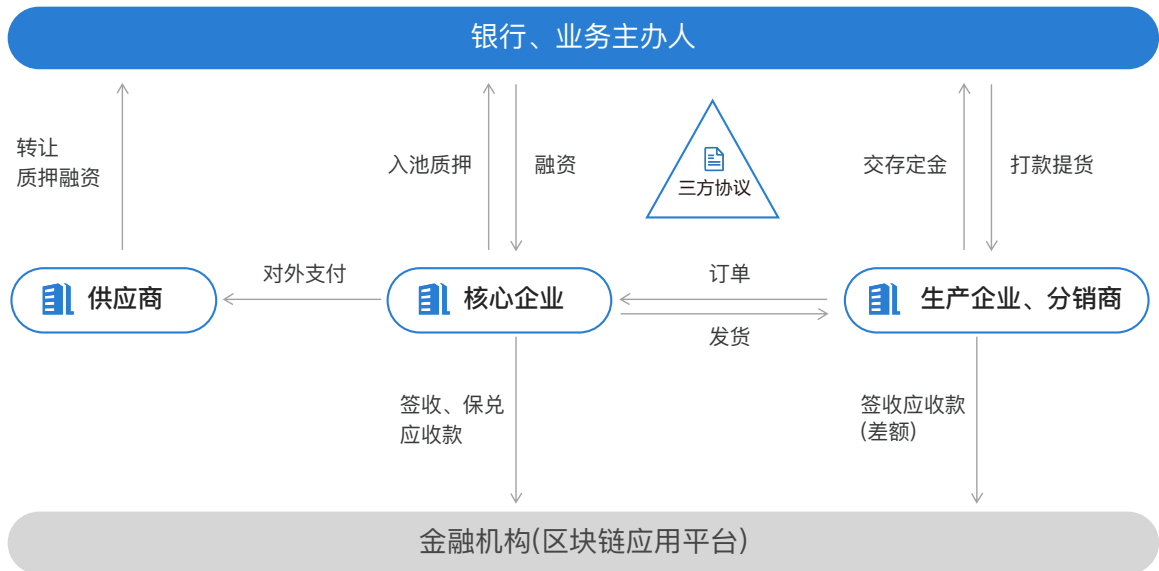 银行、业务主办人
转让
质押融资
入池质押
融资
三方协议
交存定金
打款提货
供应商
对外支付
核心企业
订单
发货
生产企业、分销商
签收、保兑
应收款
签收应收款
(差额)
金融机构(区块链应用平台)